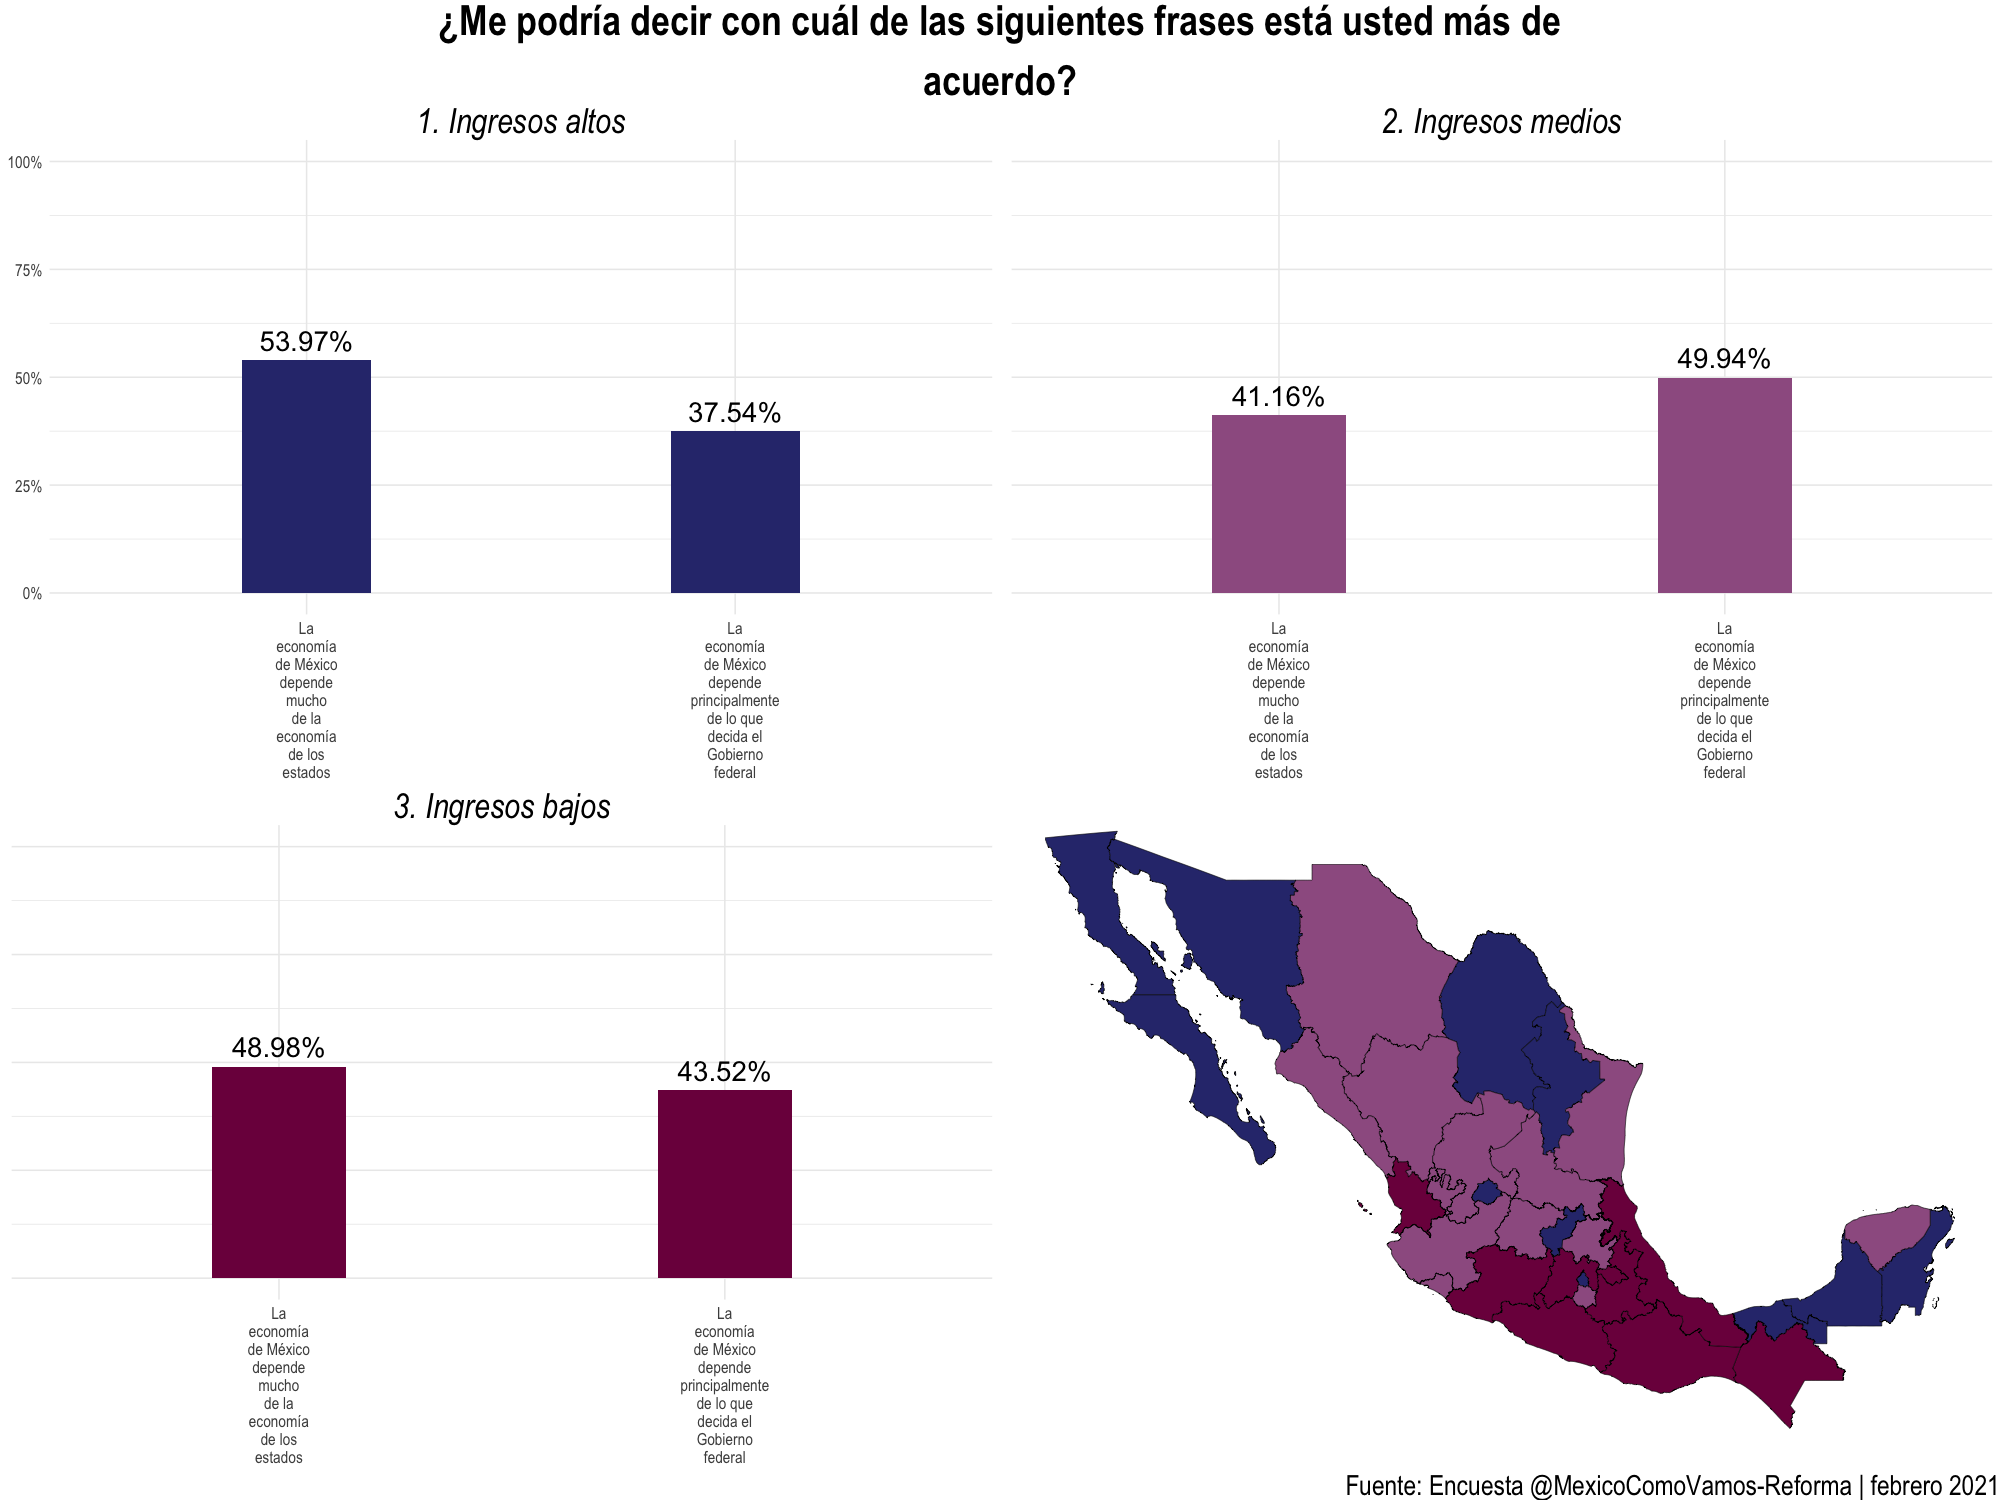 ¿Me podría decir con cuál de las siguientes frases está usted más de
acuerdo?
1. Ingresos altos
100%
75%
50%
25%
0%
53.97%
37.54%
La
economía
de México
depende
mucho
de la
economía
de los
estados
La
economía
de México
depende
principalmente
de lo que
decida el
Gobierno
federal
2. Ingresos medios
41.16%
49.94%
La
economía
de México
depende
mucho
de la
economía
de los
estados
La
economía
de México
depende
principalmente
de lo que
decida el
Gobierno
federal
3. Ingresos bajos
48.98%
43.52%
La
economía
de México
depende
mucho
de la
economía
de los
estados
La
economía
de México
depende
principalmente
de lo que
decida el
Gobierno
federal
Fuente: Encuesta @MexicoComoVamos-Reforma | febrero 2021